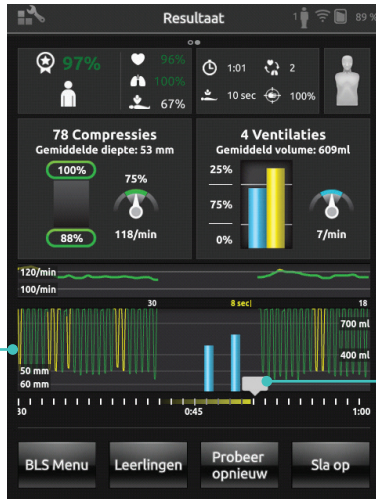 Resultaat
1
89 %
97%
96%
100%
67%
1:01
2
10 sec
100%
78 Compressies
Gemiddelde diepte: 53 mm
100%
75%
88%
118/min
4 Ventilaties
Gemiddeld volume: 609ml
25%
75%
0%
7/min
120/min
100/min
30
8 sec
18
700 ml
400 ml
50 mm
60 mm
30
0:45
1:00
BLS Menu
Leerlingen
Probeer
opnieuw
Sla op